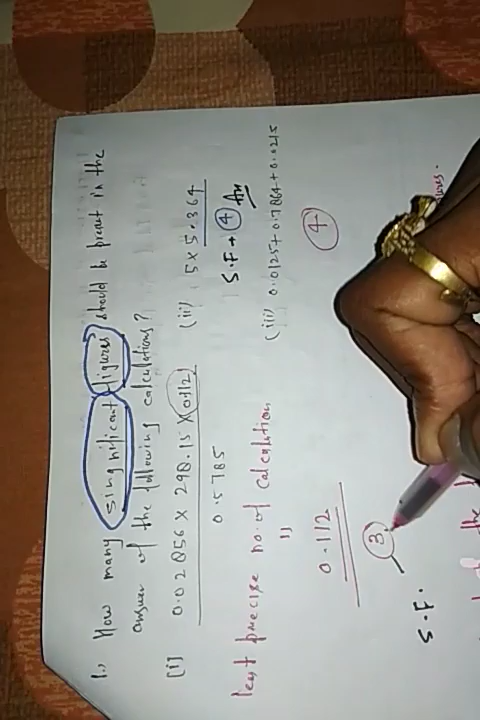 1.) How many singnificant figures should be present in the
answer of the following calculations?
[i] 0.02856 × 298.15 × 0.112
0.5785
(ii) 5 × 5.364
S.F → 4 An
least precise no. of calculation
(iii) 0.0125+0.7864+0.0215
0.112
4
3
S.F.